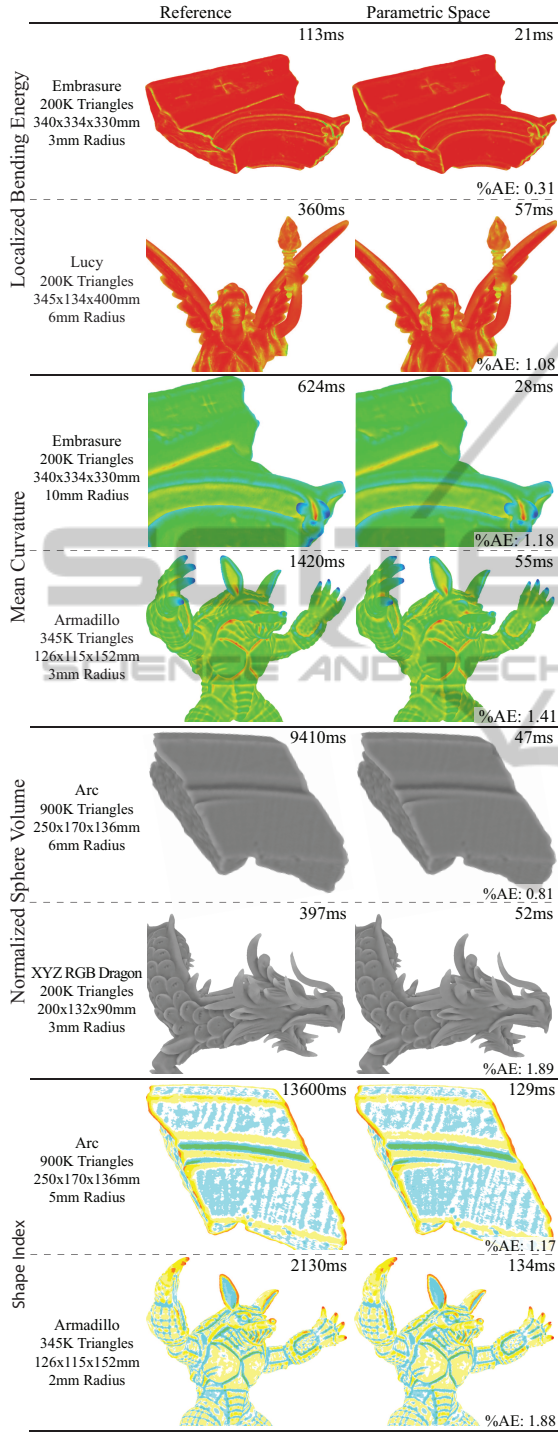 Reference Parametric Space
Localized Bending Energy
113ms 21ms
Embrasure
200K Triangles
340x334x330mm
3mm Radius
%AE: 0.31
360ms 57ms
Lucy
200K Triangles
345x134x400mm
6mm Radius
%AE: 1.08
Mean Curvature
624ms 28ms
Embrasure
200K Triangles
340x334x330mm
10mm Radius
%AE: 1.18
1420ms 55ms
Armadillo
345K Triangles
126x115x152mm
3mm Radius
%AE: 1.41
SCIENCE AND TECH
Normalized Sphere Volume
9410ms 47ms
Arc
900K Triangles
250x170x136mm
6mm Radius
%AE: 0.81
397ms 52ms
XYZ RGB Dragon
200K Triangles
200x132x90mm
3mm Radius
%AE: 1.89
Shape Index
13600ms 129ms
Arc
900K Triangles
250x170x136mm
5mm Radius
%AE: 1.17
2130ms 134ms
Armadillo
345K Triangles
126x115x152mm
2mm Radius
%AE: 1.88